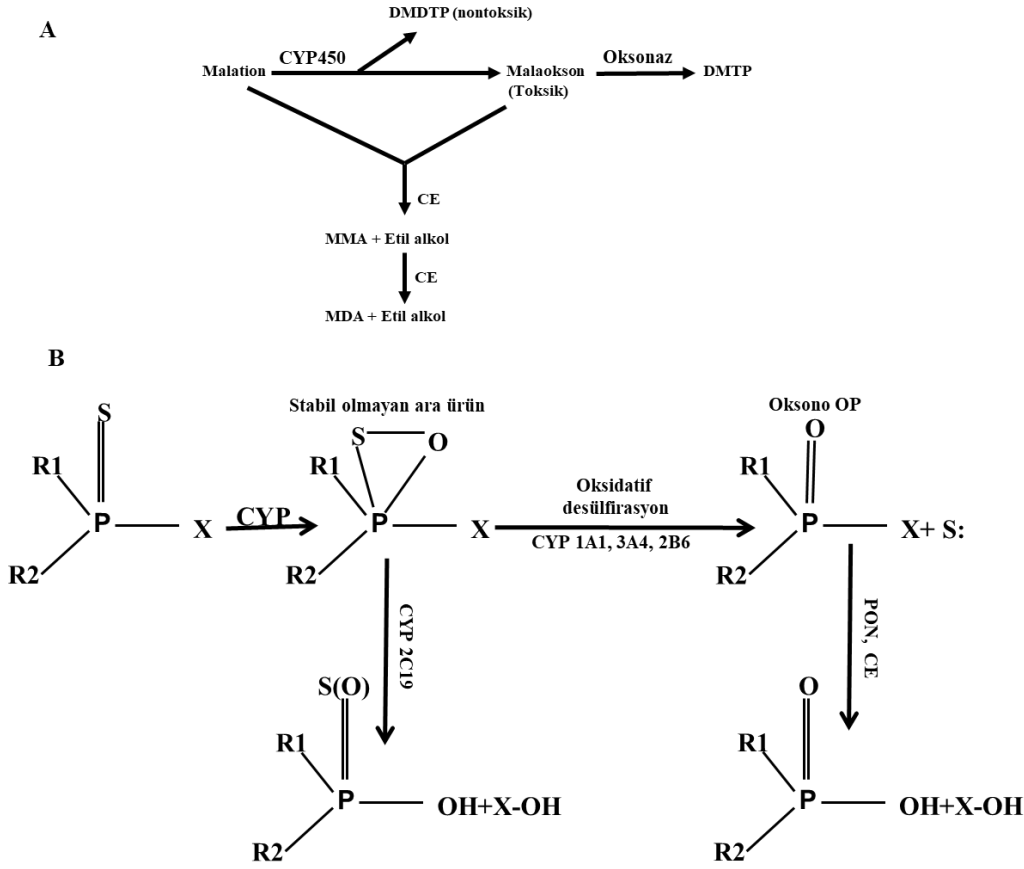 A
DMDTP (nontoksik)
CYP450
Oksonaz
Malation
Malaokson
(Toksik)
DMTP
CE
MMA + Etil alkol
CE
MDA + Etil alkol
B
Stabil olmayan ara ürün
Oksono OP
S
S
O
O
R1
R1
R1
Oksidatif
desülfirasyon
P
X
CYP
P
X
CYP 1A1, 3A4, 2B6
P
X+ S:
R2
R2
R2
CYP 2C19
PON, CE
S(O)
O
R1
R1
P
OH+X-OH
P
OH+X-OH
R2
R2